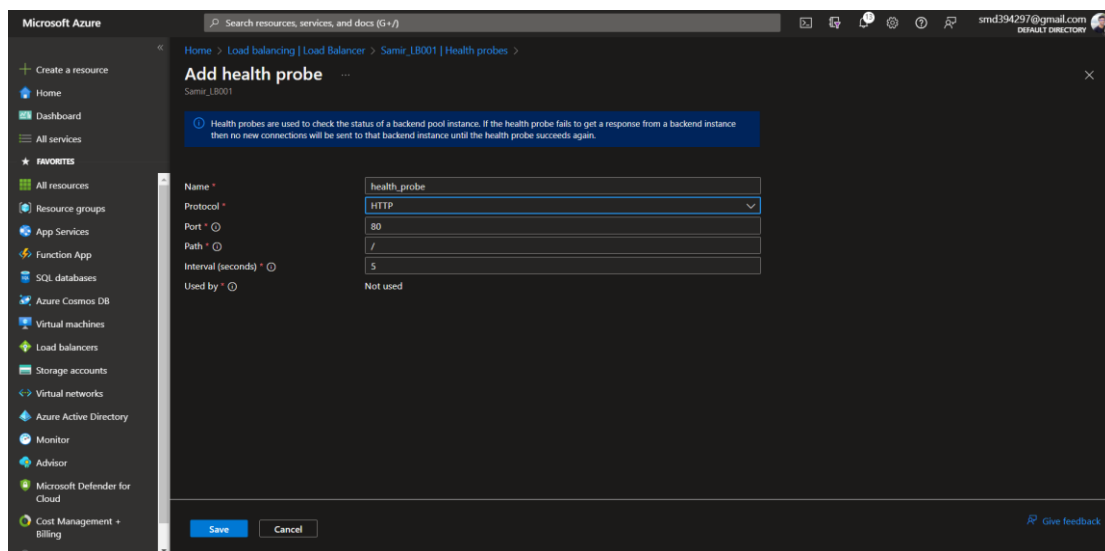 Microsoft Azure
Search resources, services, and docs (G+/)
13
smd394297@gmail.com
DEFAULT DIRECTORY
Home > Load balancing | Load Balancer > Samir_LB001 | Health probes >
Add health probe ...
Samir_LB001
Health probes are used to check the status of a backend pool instance. If the health probe fails to get a response from a backend instance
then no new connections will be sent to that backend instance until the health probe succeeds again.
Name * health_probe
Protocol * HTTP
Port * 80
Path * /
Interval (seconds) * 5
Used by * Not used
Create a resource
Home
Dashboard
All services
FAVORITES
All resources
Resource groups
App Services
Function App
SQL databases
Azure Cosmos DB
Virtual machines
Load balancers
Storage accounts
Virtual networks
Azure Active Directory
Monitor
Advisor
Microsoft Defender for
Cloud
Cost Management +
Billing
Save
Cancel
Give feedback